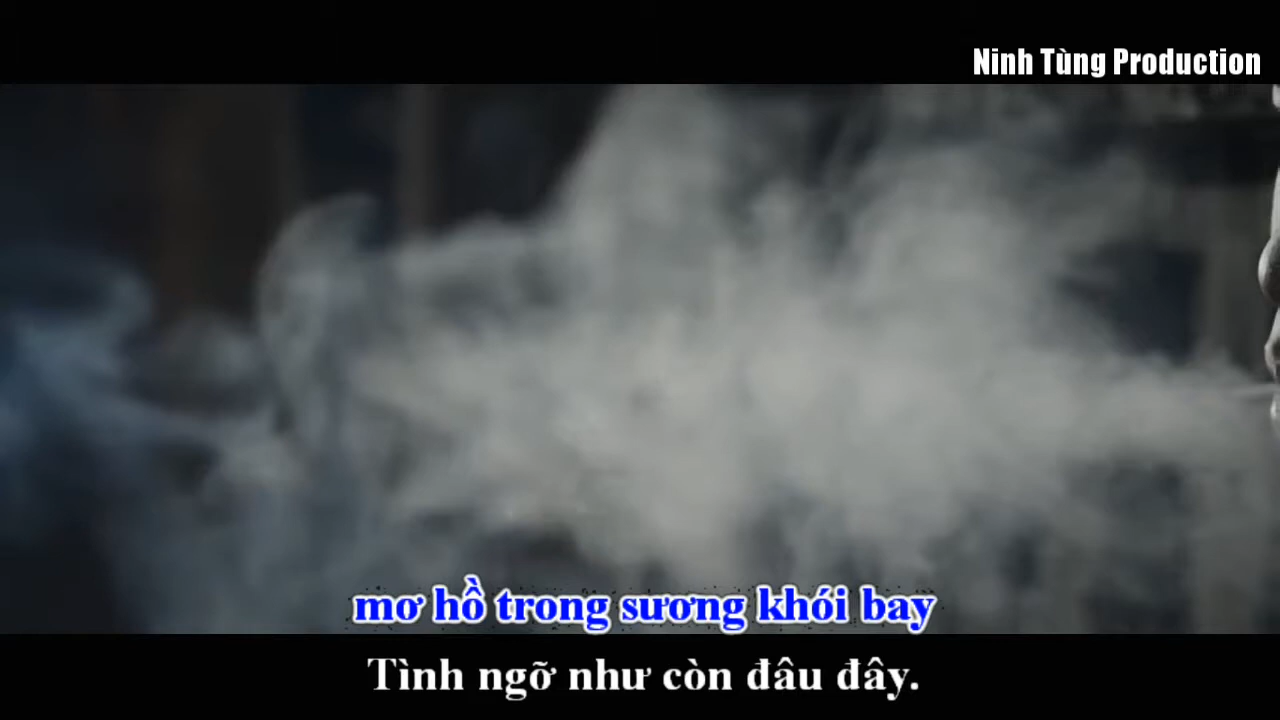 Ninh Tùng Production
mơ hồ trong sương khói bay
Tình ngỡ như còn đâu đây.